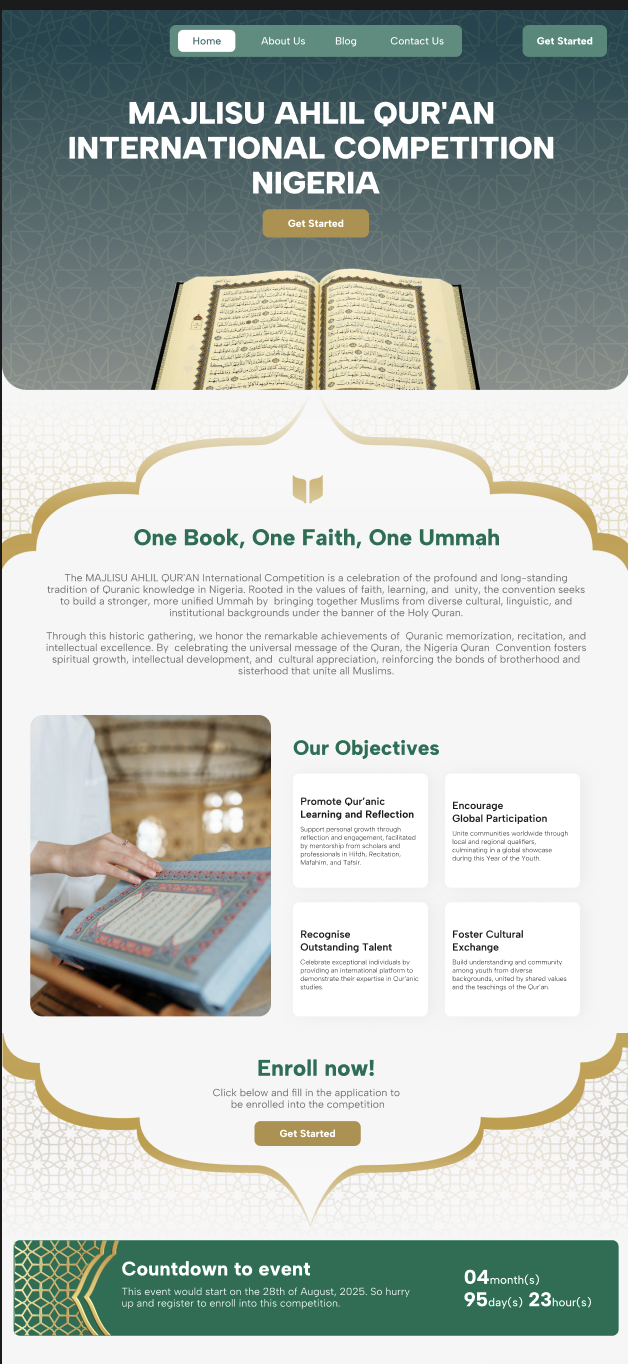 Home
About Us
Blog
Contact Us
Get Started
MAJLISU AHLIL QUR'AN
INTERNATIONAL COMPETITION
NIGERIA
Get Started
One Book, One Faith, One Ummah
The MAJLISU AHLIL QUR'AN International Competition is a celebration of the profound and long-standing
tradition of Quranic knowledge in Nigeria. Rooted in the values of faith, learning, and unity, the convention seeks
to build a stronger, more unified Ummah by bringing together Muslims from diverse cultural, linguistic, and
institutional backgrounds under the banner of the Holy Quran.
Through this historic gathering, we honor the remarkable achievements of Quranic memorization, recitation, and
intellectual excellence. By celebrating the universal message of the Quran, the Nigeria Quran Convention fosters
spiritual growth, intellectual development, and cultural appreciation, reinforcing the bonds of brotherhood and
sisterhood that unite all Muslims.
Our Objectives
Promote Qur'anic
Learning and Reflection
Support personal growth through
reflection and engagement, facilitated
by mentorship from scholars and
professionals in Hifdh, Recitation,
Mafahim, and Tafsir.
Encourage
Global Participation
Unite communities worldwide through
local and regional qualifiers,
culminating in a global showcase
during this Year of the Youth.
Recognise
Outstanding Talent
Celebrate exceptional individuals by
providing an international platform to
demonstrate their expertise in Qur'anic
studies.
Foster Cultural
Exchange
Build understanding and community
among youth from diverse
backgrounds, united by shared values
and the teachings of the Qur'an.
Enroll now!
Click below and fill in the application to
be enrolled into the competition
Get Started
Countdown to event
This event would start on the 28th of August, 2025. So hurry
up and register to enroll into this competition.
04month(s)
95day(s) 23hour(s)